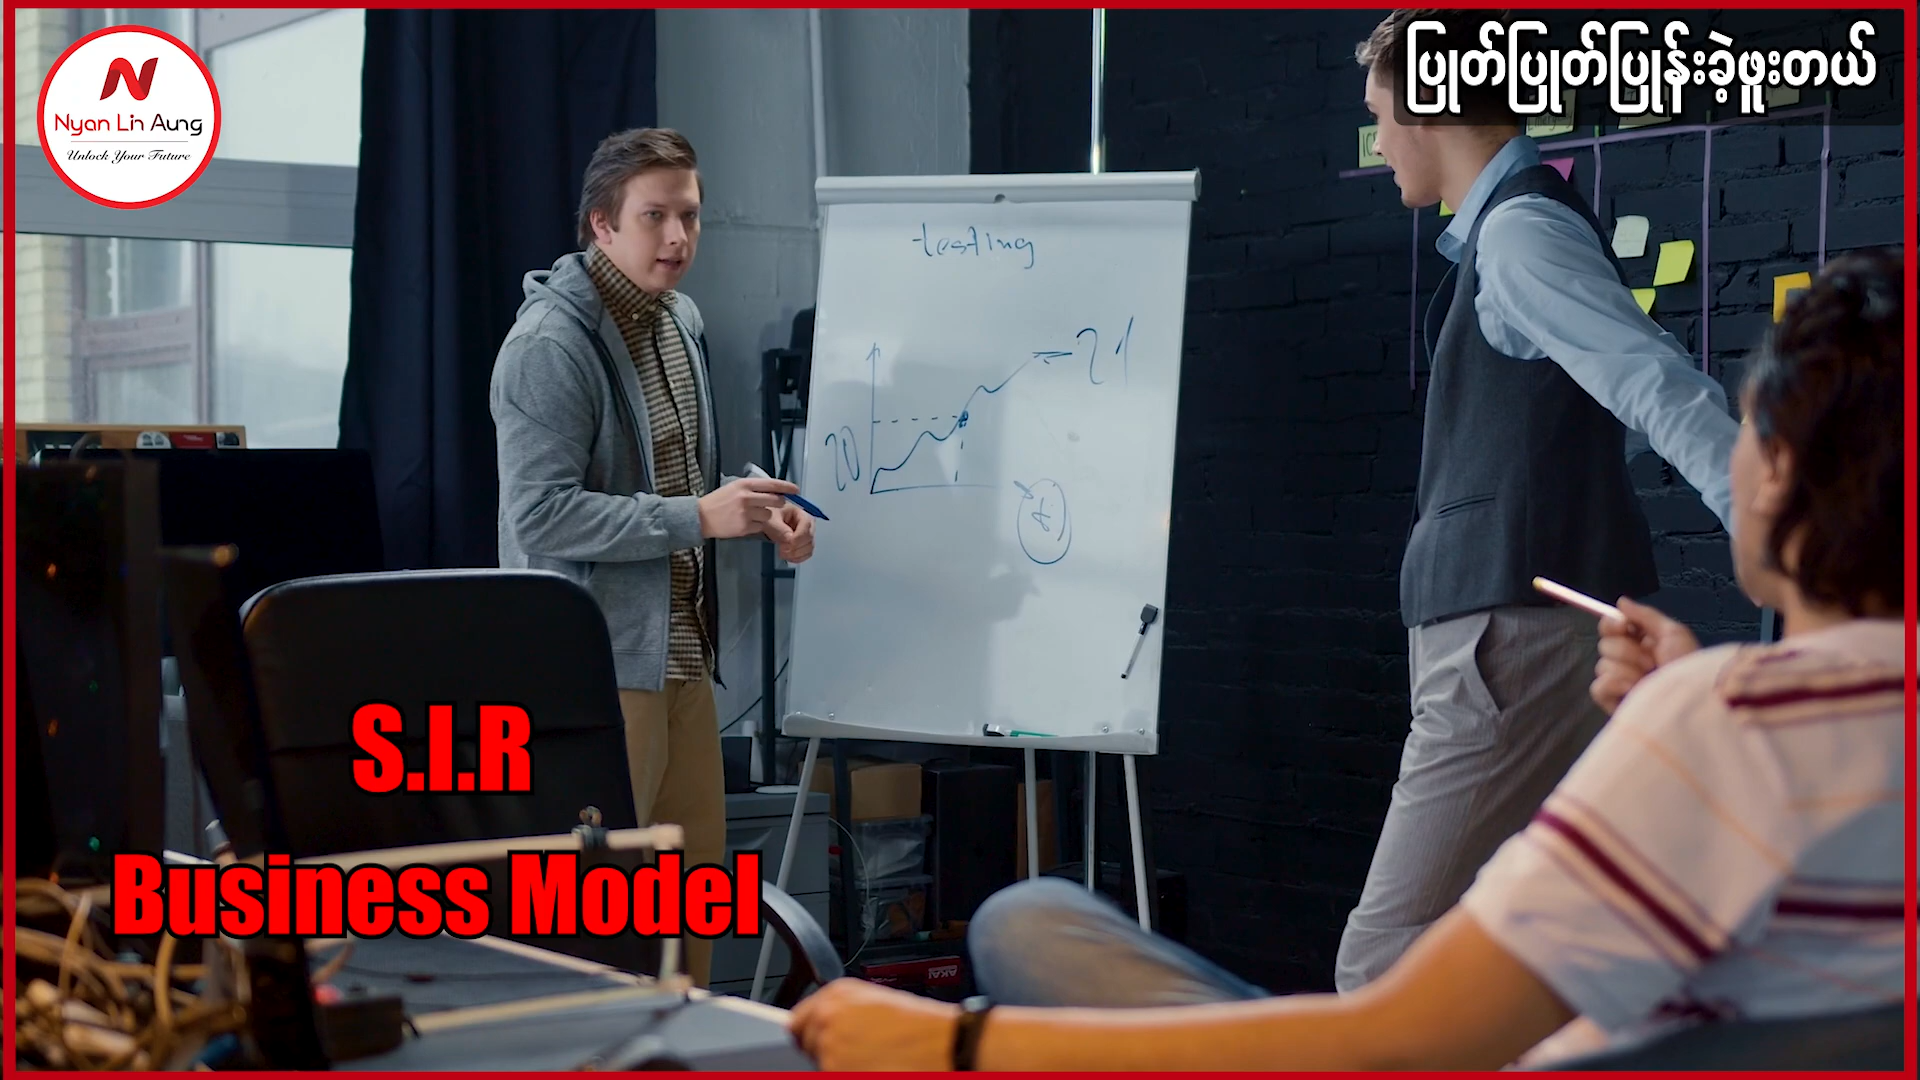 N
Nyan Lin Aung
Unlock Your Future
ပြုတ်ပြုတ်ပြုန်းခဲ့ဖူးတယ်
testing
21
20
S.I.R
Business Model
AKAI